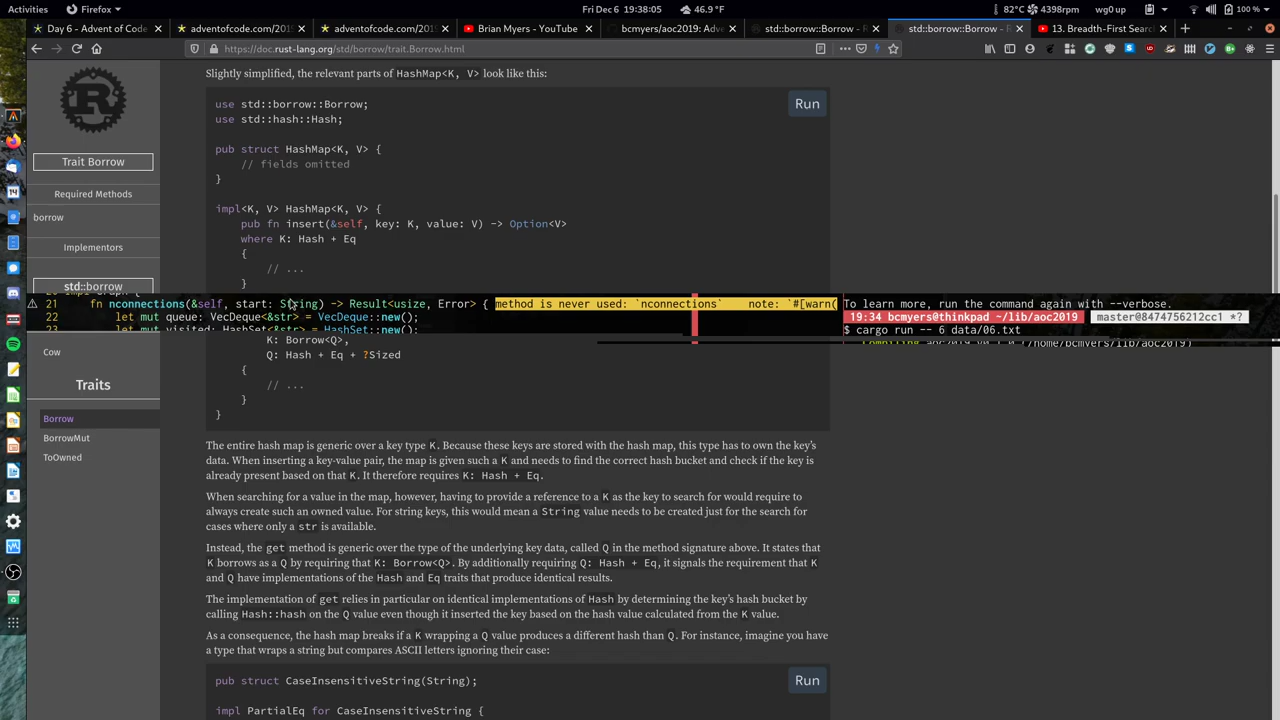 Activities
Firefox
Fri Dec 6 19:38:05
82°C
4398rpm
wg0 up
100 %
Day 6 - Advent of Code
adventofcode.com/2019
adventofcode.com/2019
Brian Myers - YouTube
bcmyers/aoc2019: Adv
std::borrow::Borrow - R
std::borrow::Borrow - R
13. Breadth-First Search
https://doc.rust-lang.org/std/borrow/trait.Borrow.html
Trait Borrow
Required Methods
borrow
Implementors
std::borrow
Cow
Traits
Borrow
BorrowMut
ToOwned
Slightly simplified, the relevant parts of HashMap<K, V> look like this:
Run
use std::borrow::Borrow;
use std::hash::Hash;
pub struct HashMap<K, V> {
// fields omitted
}
impl<K, V> HashMap<K, V> {
pub fn insert(&self, key: K, value: V) -> Option<V>
where K: Hash + Eq
{
// ...
}
21 fn nconnections(&self, start: String) -> Result<usize, Error> { method is never used: `nconnections` note: `#[warn(
22 let mut queue: VecDeque<&str> = VecDeque::new();
23 let mut visited: HashSet<&str> = HashSet::new();
To learn more, run the command again with --verbose.
19:34 bcmyers@thinkpad ~/lib/aoc2019 master@8474756212cc1 *?
$ cargo run -- 6 data/06.txt
Compiling aoc2019 v0.1.0 (/home/bcmyers/lib/aoc2019)
K: Borrow<Q>,
Q: Hash + Eq + ?Sized
{
// ...
}
}
The entire hash map is generic over a key type K. Because these keys are stored with the hash map, this type has to own the key's
data. When inserting a key-value pair, the map is given such a K and needs to find the correct hash bucket and check if the key is
already present based on that K. It therefore requires K: Hash + Eq.
When searching for a value in the map, however, having to provide a reference to a K as the key to search for would require to
always create such an owned value. For string keys, this would mean a String value needs to be created just for the search for
cases where only a str is available.
Instead, the get method is generic over the type of the underlying key data, called Q in the method signature above. It states that
K borrows as a Q by requiring that K: Borrow<Q>. By additionally requiring Q: Hash + Eq, it signals the requirement that K
and Q have implementations of the Hash and Eq traits that produce identical results.
The implementation of get relies in particular on identical implementations of Hash by determining the key's hash bucket by
calling Hash::hash on the Q value even though it inserted the key based on the hash value calculated from the K value.
As a consequence, the hash map breaks if a K wrapping a Q value produces a different hash than Q. For instance, imagine you have
a type that wraps a string but compares ASCII letters ignoring their case:
Run
pub struct CaseInsensitiveString(String);
impl PartialEq for CaseInsensitiveString {